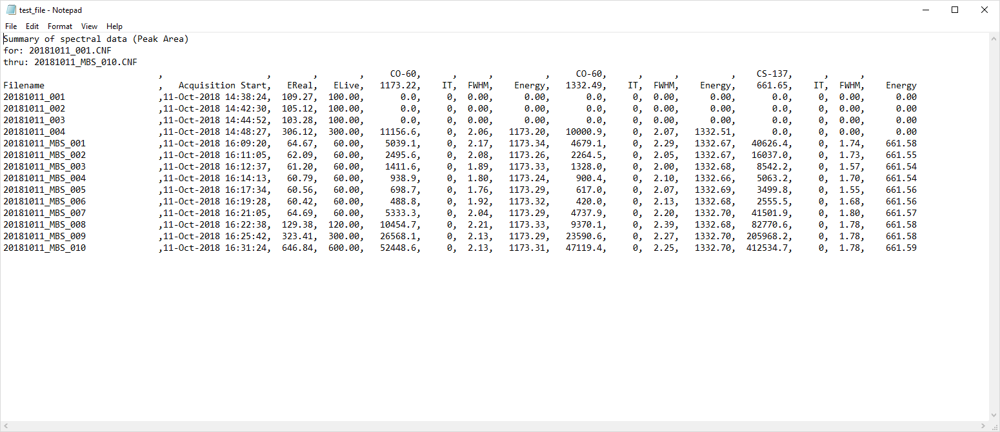 test_file - Notepad
File Edit Format View Help
Summary of spectral data (Peak Area)
for: 20181011_001.CNF
thru: 20181011_MBS_010.CNF
, , , , CO-60, , , , CO-60, , , , CS-137, , ,
Filename , Acquisition Start, EReal, ELive, 1173.22, IT, FWHM, Energy, 1332.49, IT, FWHM, Energy, 661.65, IT, FWHM, Energy
20181011_001 ,11-Oct-2018 14:38:24, 109.27, 100.00, 0.0, 0, 0.00, 0.00, 0.0, 0, 0.00, 0.00, 0.0, 0, 0.00, 0.00
20181011_002 ,11-Oct-2018 14:42:30, 105.12, 100.00, 0.0, 0, 0.00, 0.00, 0.0, 0, 0.00, 0.00, 0.0, 0, 0.00, 0.00
20181011_003 ,11-Oct-2018 14:44:52, 103.28, 100.00, 0.0, 0, 0.00, 0.00, 0.0, 0, 0.00, 0.00, 0.0, 0, 0.00, 0.00
20181011_004 ,11-Oct-2018 14:48:27, 306.12, 300.00, 11156.6, 0, 2.06, 1173.20, 10000.9, 0, 2.07, 1332.51, 0.0, 0, 0.00, 0.00
20181011_MBS_001 ,11-Oct-2018 16:09:20, 64.67, 60.00, 5039.1, 0, 2.17, 1173.34, 4679.1, 0, 2.29, 1332.67, 40626.4, 0, 1.74, 661.58
20181011_MBS_002 ,11-Oct-2018 16:11:05, 62.09, 60.00, 2495.6, 0, 2.08, 1173.26, 2264.5, 0, 2.05, 1332.67, 16037.0, 0, 1.73, 661.55
20181011_MBS_003 ,11-Oct-2018 16:12:37, 61.20, 60.00, 1411.6, 0, 1.89, 1173.33, 1328.0, 0, 2.00, 1332.68, 8542.2, 0, 1.57, 661.54
20181011_MBS_004 ,11-Oct-2018 16:14:13, 60.79, 60.00, 938.9, 0, 1.80, 1173.24, 900.4, 0, 2.10, 1332.66, 5063.2, 0, 1.70, 661.54
20181011_MBS_005 ,11-Oct-2018 16:17:34, 60.56, 60.00, 698.7, 0, 1.76, 1173.29, 617.0, 0, 2.07, 1332.69, 3499.8, 0, 1.55, 661.56
20181011_MBS_006 ,11-Oct-2018 16:19:28, 60.42, 60.00, 488.8, 0, 1.92, 1173.32, 420.0, 0, 2.13, 1332.68, 2555.5, 0, 1.68, 661.56
20181011_MBS_007 ,11-Oct-2018 16:21:05, 64.69, 60.00, 5333.3, 0, 2.04, 1173.29, 4737.9, 0, 2.20, 1332.70, 41501.9, 0, 1.80, 661.57
20181011_MBS_008 ,11-Oct-2018 16:22:38, 129.38, 120.00, 10454.7, 0, 2.21, 1173.33, 9370.1, 0, 2.39, 1332.68, 82770.6, 0, 1.78, 661.58
20181011_MBS_009 ,11-Oct-2018 16:25:42, 323.41, 300.00, 26568.1, 0, 2.13, 1173.29, 23590.6, 0, 2.27, 1332.70, 205968.2, 0, 1.78, 661.58
20181011_MBS_010 ,11-Oct-2018 16:31:24, 646.84, 600.00, 52448.6, 0, 2.13, 1173.31, 47119.4, 0, 2.25, 1332.70, 412534.7, 0, 1.78, 661.59